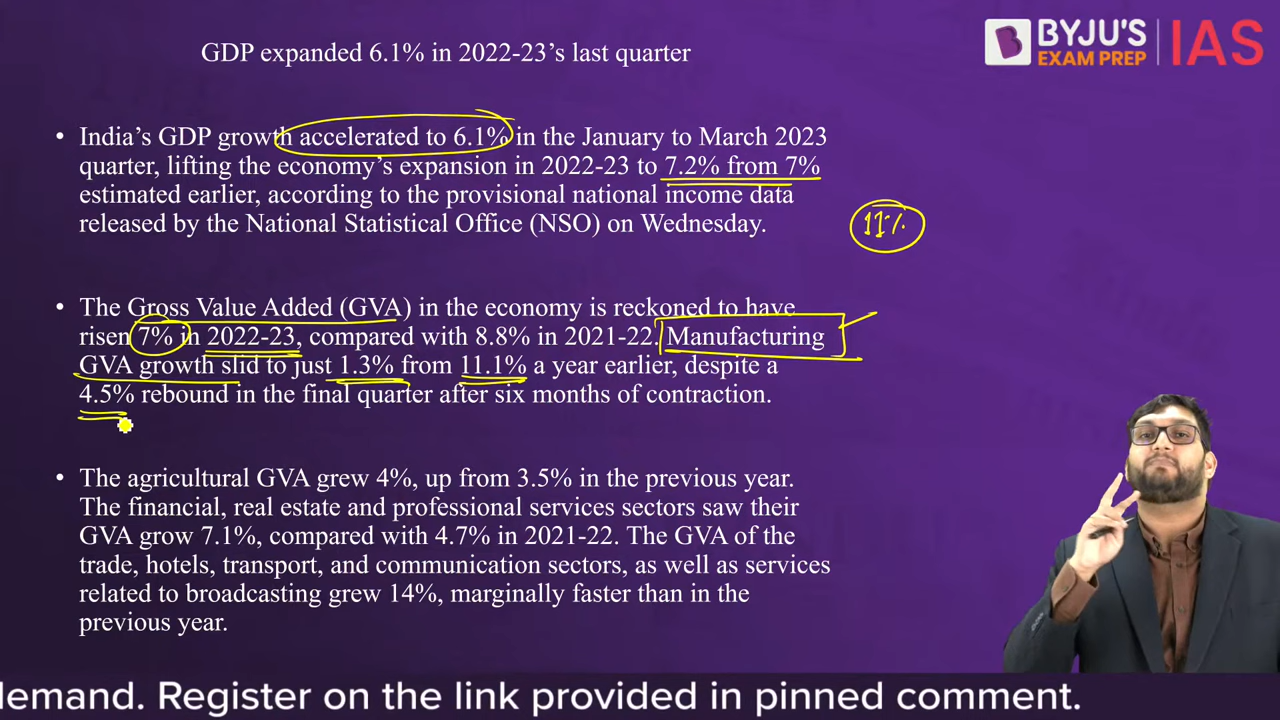 GDP expanded 6.1% in 2022-23’s last quarter
BYJU'S
EXAM PREP
IAS
• India’s GDP growth accelerated to 6.1% in the January to March 2023
quarter, lifting the economy’s expansion in 2022-23 to 7.2% from 7%
estimated earlier, according to the provisional national income data
released by the National Statistical Office (NSO) on Wednesday.
11%
• The Gross Value Added (GVA) in the economy is reckoned to have
risen 7% in 2022-23, compared with 8.8% in 2021-22. Manufacturing
GVA growth slid to just 1.3% from 11.1% a year earlier, despite a
4.5% rebound in the final quarter after six months of contraction.
• The agricultural GVA grew 4%, up from 3.5% in the previous year.
The financial, real estate and professional services sectors saw their
GVA grow 7.1%, compared with 4.7% in 2021-22. The GVA of the
trade, hotels, transport, and communication sectors, as well as services
related to broadcasting grew 14%, marginally faster than in the
previous year.
demand. Register on the link provided in pinned comment.